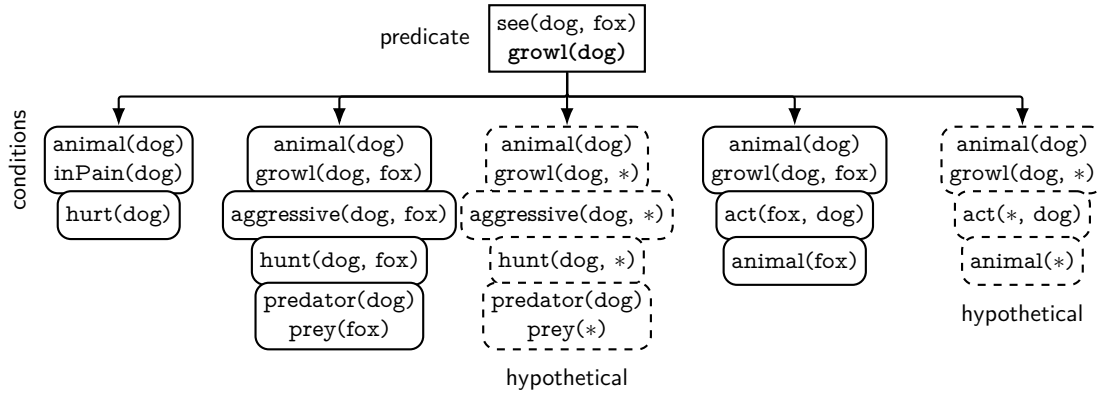 predicate
see(dog, fox)
growl(dog)
conditions
animal(dog)
inPain(dog)
hurt(dog)
animal(dog)
growl(dog, fox)
aggressive(dog, fox)
hunt(dog, fox)
predator(dog)
prey(fox)
animal(dog)
growl(dog, *)
aggressive(dog, *)
hunt(dog, *)
predator(dog)
prey(*)
hypothetical
animal(dog)
growl(dog, fox)
act(fox, dog)
animal(fox)
animal(dog)
growl(dog, *)
act(*, dog)
animal(*)
hypothetical